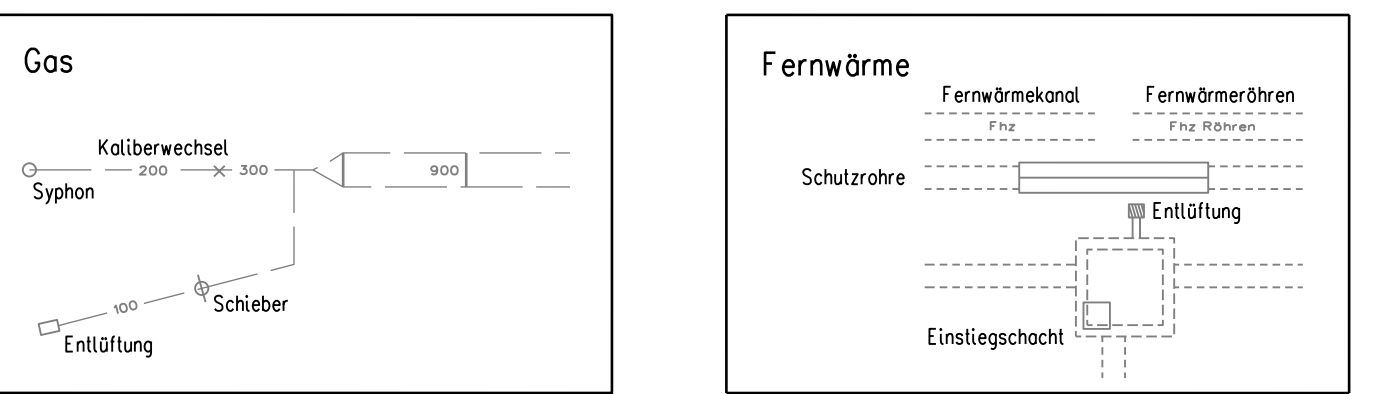 Gas
Kaliberwechsel
200
300
900
Syphon
100
Schieber
Entlüftung
Fernwärme
Fernwärmekanal
Fernwärmeröhren
Fhz
Fhz Röhren
Schutzrohre
Entlüftung
Einstiegschacht